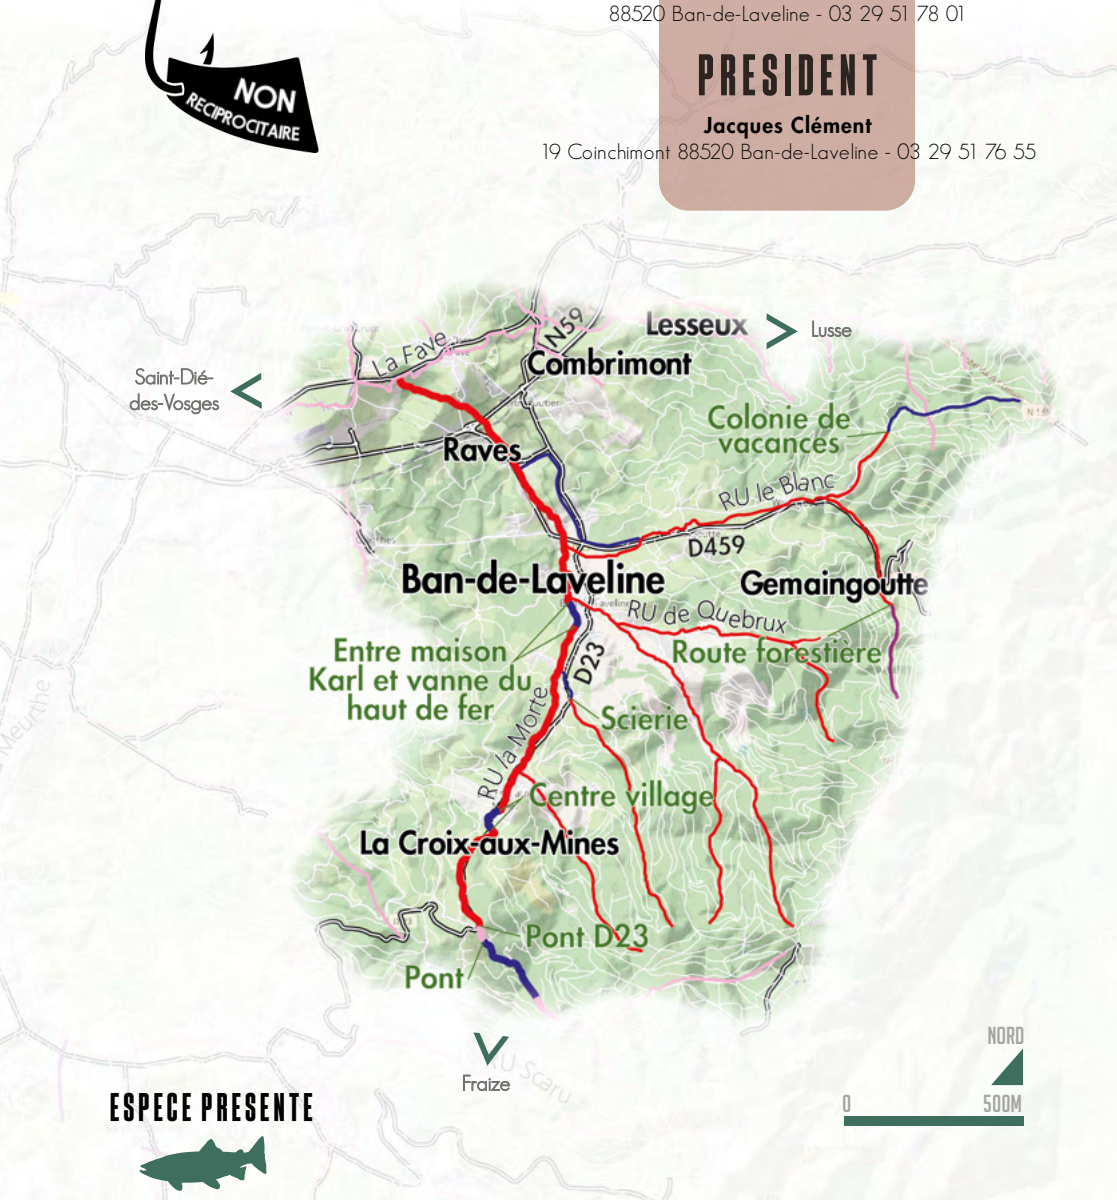 88520 Ban-de-Laveline - 03 29 51 78 01
PRESIDENT
Jacques Clément
19 Coinchimont 88520 Ban-de-Laveline - 03 29 51 76 55
NON
RECIPROCITAIRE
Lesseux
Lusse
N59
La Fave
Combrimont
Saint-Dié-
des-Vosges
Colonie de
vacances
Raves
RU le Blanc
D459
Ban-de-Laveline
Gemaingoutte
RU de Quebrux
Entre maison
Karl et vanne du
haut de fer
D23
Route forestière
Scierie
RU la Morte
Centre village
La Croix-aux-Mines
Pont D23
Pont
Meurthe
RU Scaru
Fraize
NORD
0
500M
ESPECE PRESENTE